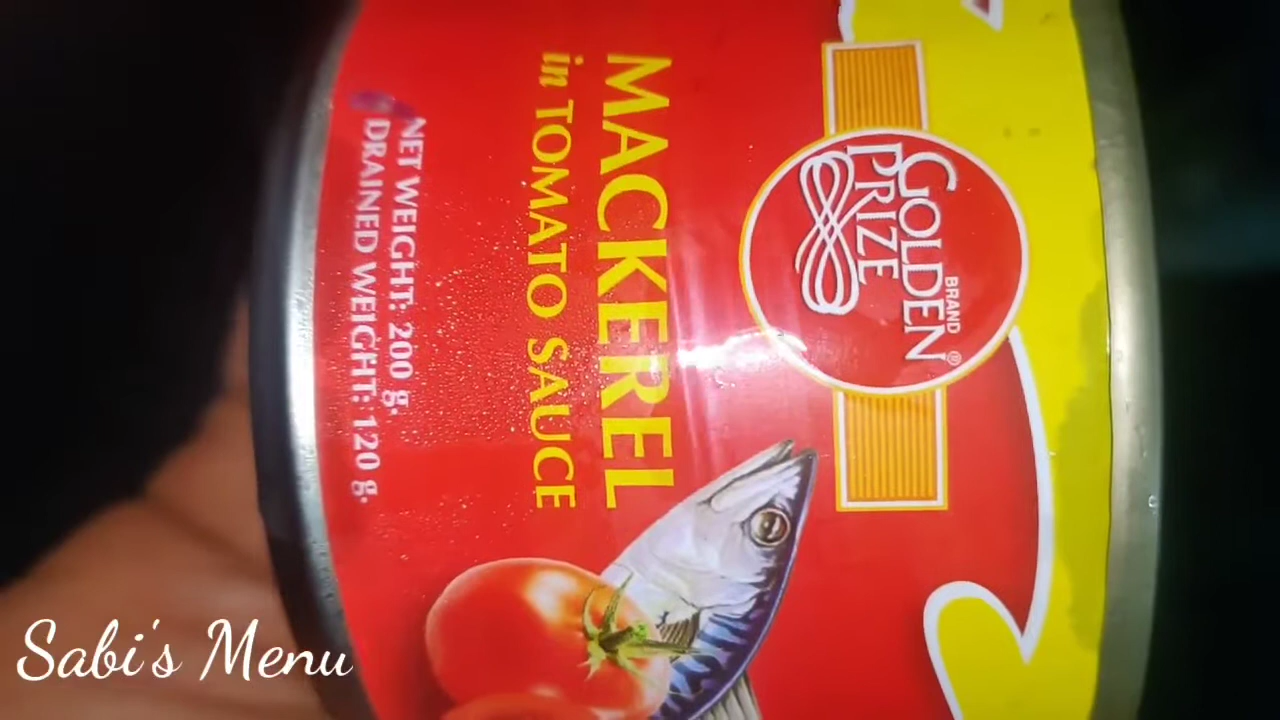 GOLDEN
BRAND ®
PRIZE
MACKEREL
in TOMATO SAUCE
NET WEIGHT: 200 g.
DRAINED WEIGHT: 120 g.
Sabi's Menu